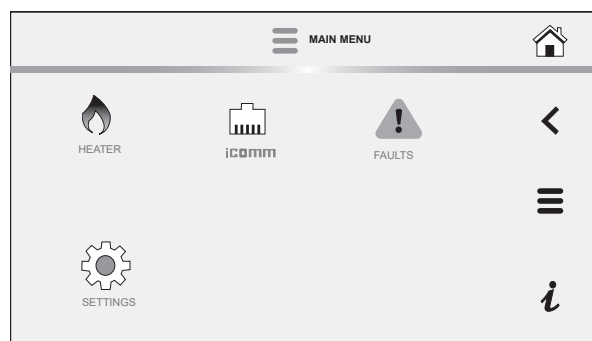 MAIN MENU
HEATER
icomm
FAULTS
SETTINGS
i